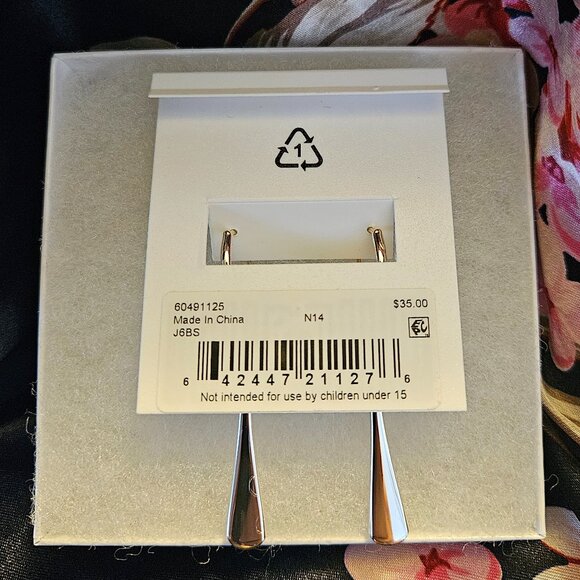 1
60491125 $35.00
Made In China N14
J6BS
6 42447 21127 6
Not intended for use by children under 15